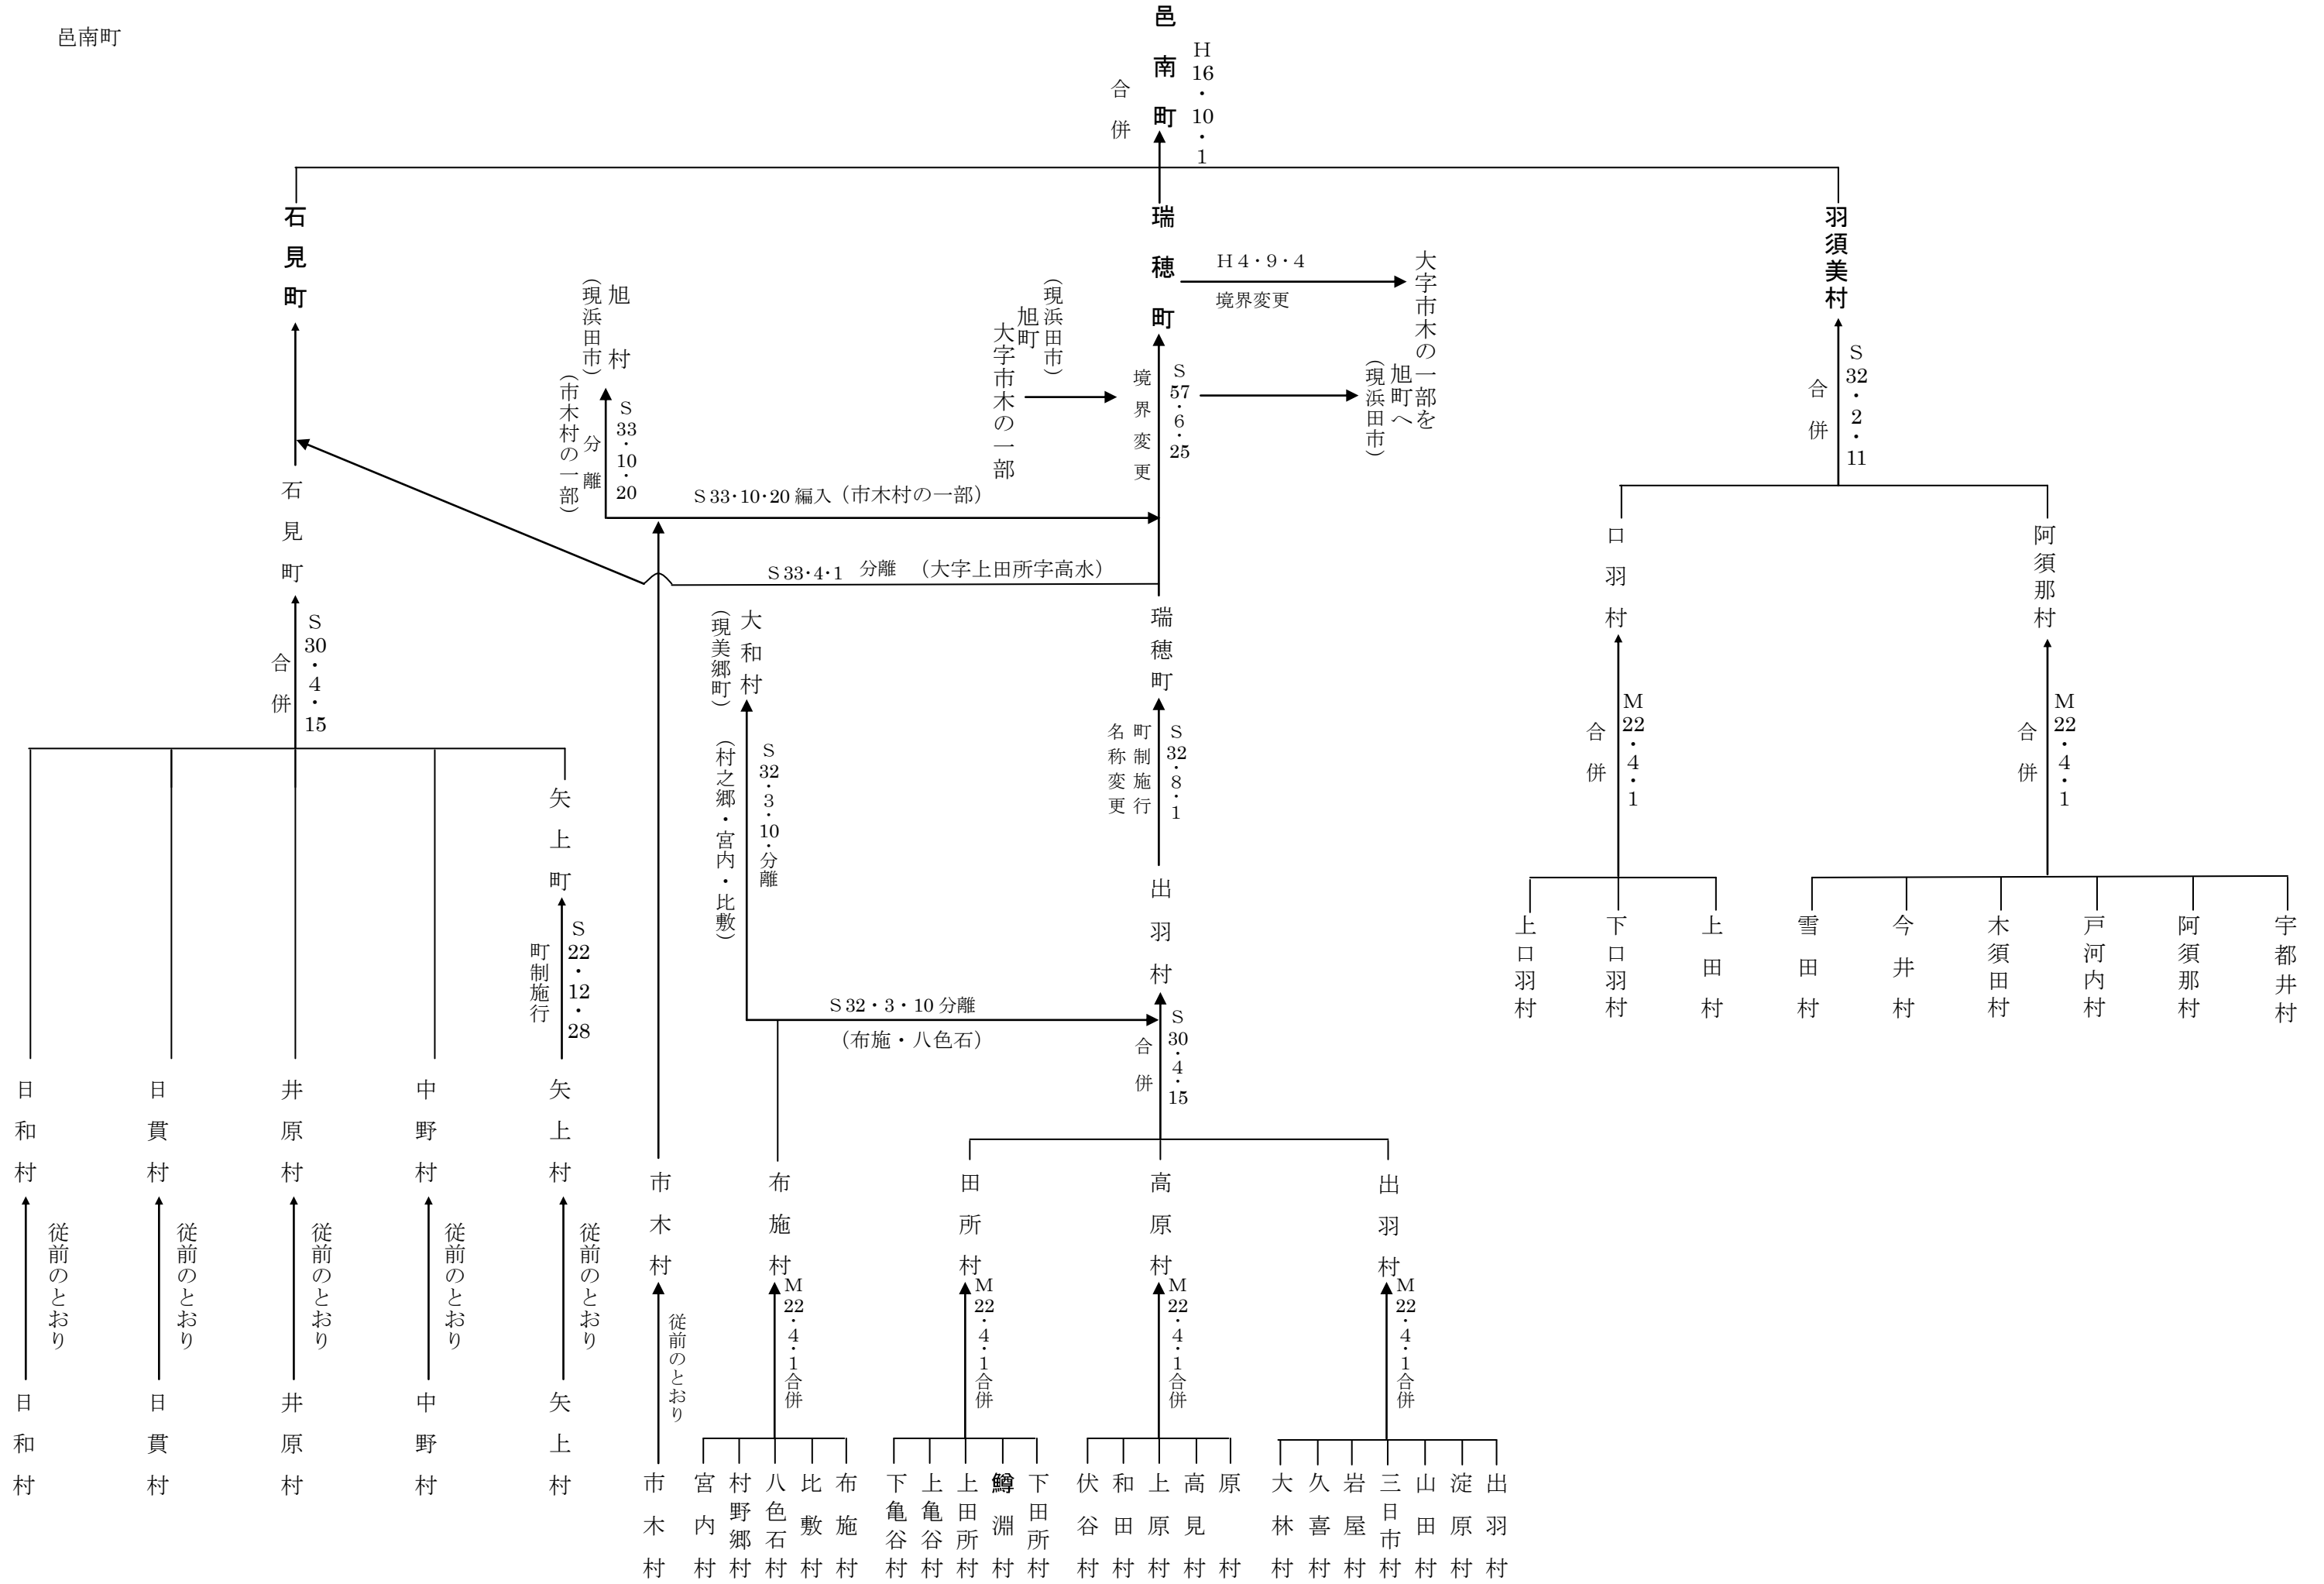 邑南町
邑南町
H16・10・1
合併
石見町
瑞穂町
羽須美村
H4・9・4
境界変更
大字市木の一部を
旭町へ
(現浜田市)
S57・6・25
境界変更
(現浜田市)
旭町
大字市木の一部
旭村
(現浜田市)
(市木村の一部)
S33・10・20
分離
S33・10・20編入(市木村の一部)
S33・4・1 分離 (大字上田所字高水)
S32・2・11
合併
口羽村
阿須那村
M22・4・1
合併
M22・4・1
合併
上口羽村
下口羽村
上田村
雪田村
今井村
木須田村
戸河内村
阿須那村
宇都井村
石見町
S30・4・15
合併
矢上町
S22・12・28
町制施行
日和村
日貫村
井原村
中野村
矢上村
従前のとおり
従前のとおり
従前のとおり
従前のとおり
従前のとおり
日和村
日貫村
井原村
中野村
矢上村
瑞穂町
S32・8・1
町制施行
名称変更
大和村
(現美郷町)
S32・3・10・分離
(村之郷・宮内・比敷)
出羽村
S32・3・10分離
(布施・八色石)
S30・4・15
合併
市木村
布施村
田所村
高原村
出羽村
従前のとおり
M22・4・1合併
M22・4・1合併
M22・4・1合併
M22・4・1合併
市木村
宮内村
村野郷村
八色石村
比敷村
布施村
下亀谷村
上亀谷村
上田所村
鱒淵村
下田所村
伏谷村
和田村
上原村
高見村
原村
大林村
久喜村
岩屋村
三日市村
山田村
淀原村
出羽村